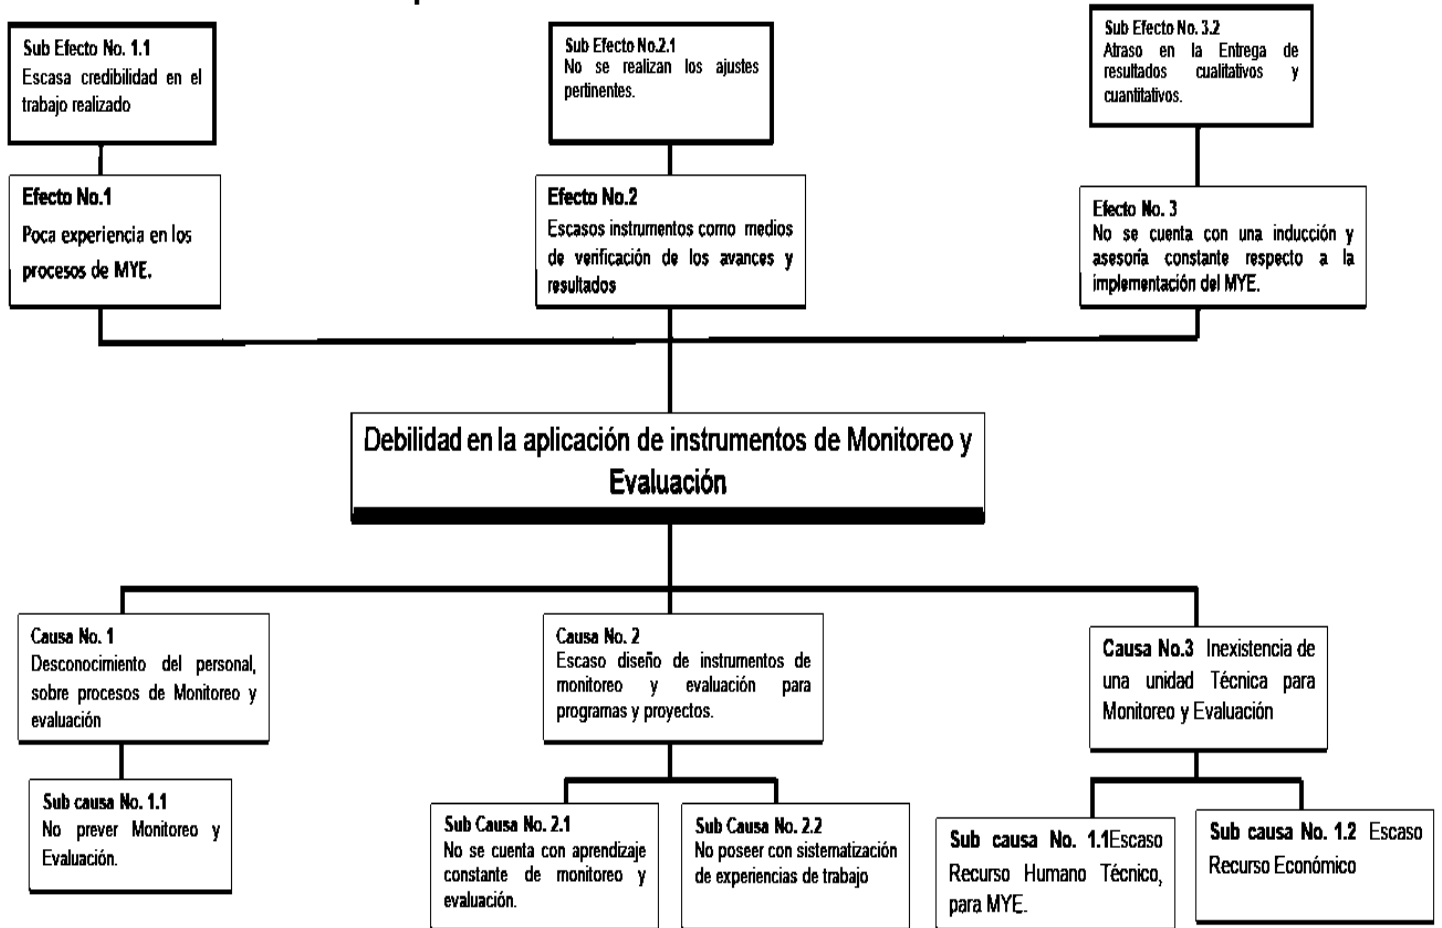 Sub Efecto No. 1.1
Escasa credibilidad en el
trabajo realizado
Sub Efecto No.2.1
No se realizan los ajustes
pertinentes.
Sub Efecto No. 3.2
Atraso en la Entrega de
resultados cualitativos y
cuantitativos.
Efecto No.1
Poca experiencia en los
procesos de MYE.
Efecto No.2
Escasos instrumentos como medios
de verificación de los avances y
resultados
Efecto No. 3
No se cuenta con una inducción y
asesoría constante respecto a la
implementación del MYE.
Debilidad en la aplicación de instrumentos de Monitoreo y
Evaluación
Causa No. 1
Desconocimiento del personal,
sobre procesos de Monitoreo y
evaluación
Causa No. 2
Escaso diseño de instrumentos de
monitoreo y evaluación para
programas y proyectos.
Causa No.3 Inexistencia de
una unidad Técnica para
Monitoreo y Evaluación
Sub causa No. 1.1
No prever Monitoreo y
Evaluación.
Sub Causa No. 2.1
No se cuenta con aprendizaje
constante de monitoreo y
evaluación.
Sub Causa No. 2.2
No poseer con sistematización
de experiencias de trabajo
Sub causa No. 1.1Escaso
Recurso Humano Técnico,
para MYE.
Sub causa No. 1.2 Escaso
Recurso Económico